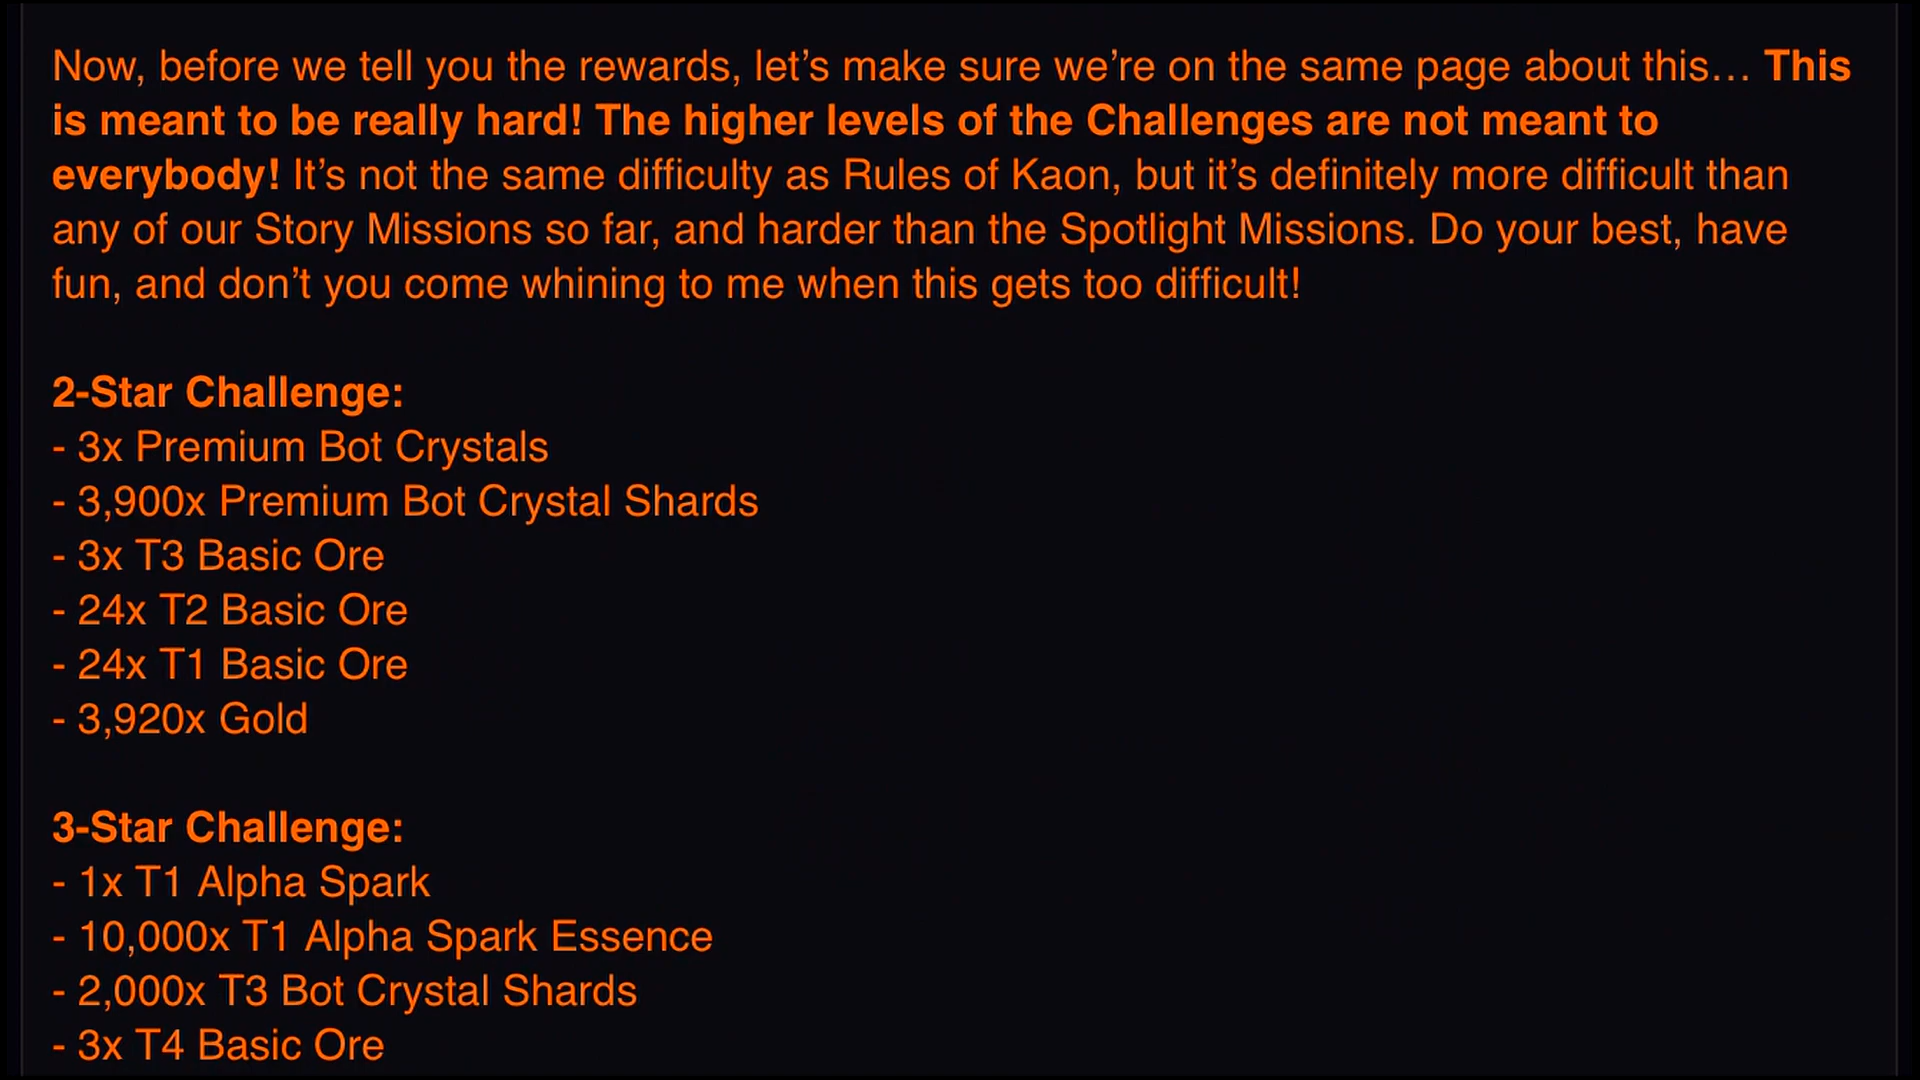 Now, before we tell you the rewards, let’s make sure we’re on the same page about this… This
is meant to be really hard! The higher levels of the Challenges are not meant to
everybody! It’s not the same difficulty as Rules of Kaon, but it’s definitely more difficult than
any of our Story Missions so far, and harder than the Spotlight Missions. Do your best, have
fun, and don’t you come whining to me when this gets too difficult!
2-Star Challenge:
- 3x Premium Bot Crystals
- 3,900x Premium Bot Crystal Shards
- 3x T3 Basic Ore
- 24x T2 Basic Ore
- 24x T1 Basic Ore
- 3,920x Gold
3-Star Challenge:
- 1x T1 Alpha Spark
- 10,000x T1 Alpha Spark Essence
- 2,000x T3 Bot Crystal Shards
- 3x T4 Basic Ore